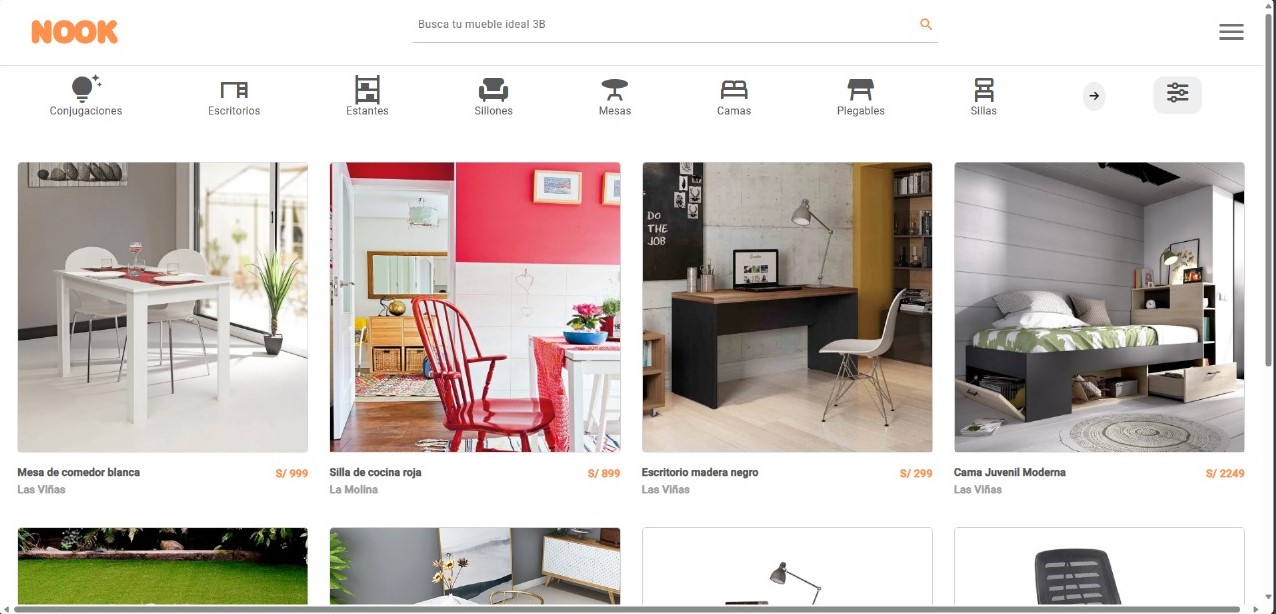 NOOK
Busca tu mueble ideal 3B
Conjugaciones
Escritorios
Estantes
Sillones
Mesas
Camas
Plegables
Sillas
DO
THE
JOB
Mesa de comedor blanca
S/ 999
Las Viñas
Silla de cocina roja
S/ 899
La Molina
Escritorio madera negro
S/ 299
Las Viñas
Cama Juvenil Moderna
S/ 2249
Las Viñas